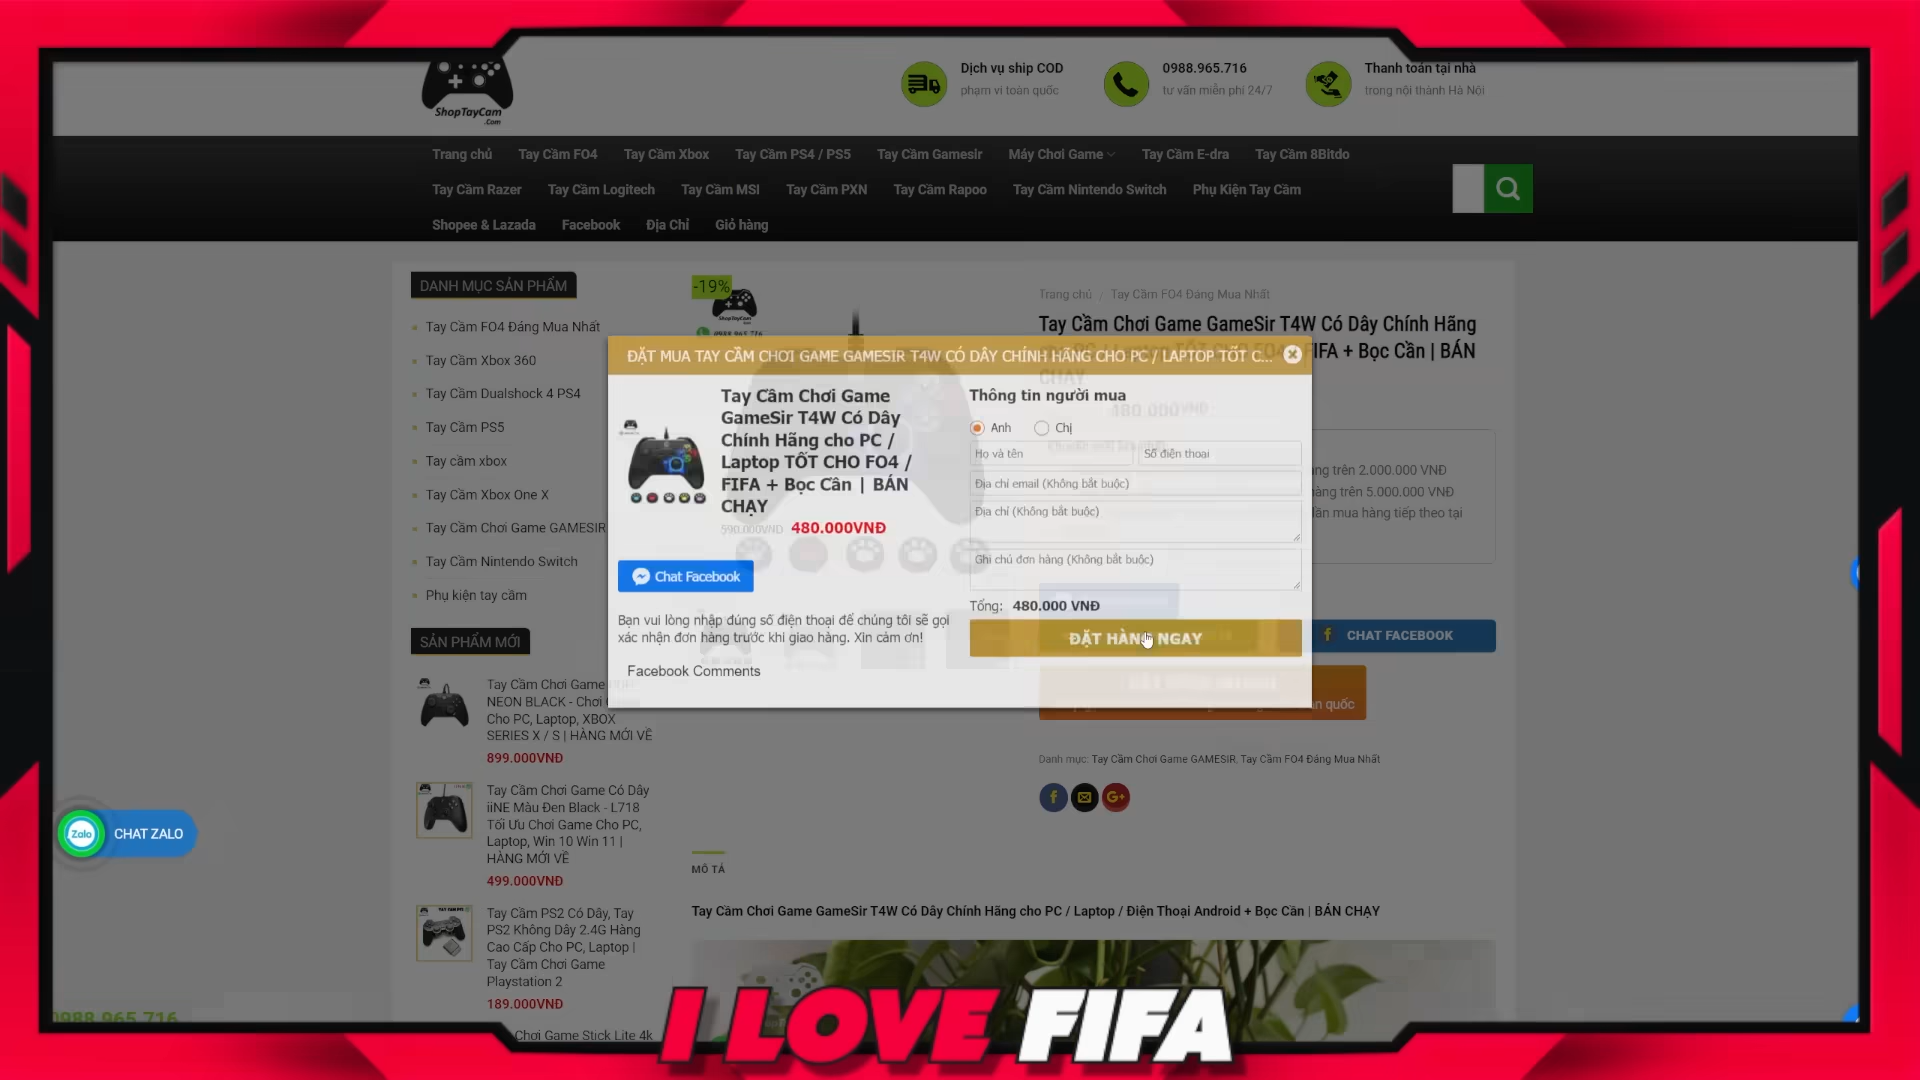 ShopTayCam
.Com
Dịch vụ ship COD
phạm vi toàn quốc
0988.965.716
tư vấn miễn phí 24/7
Thanh toán tại nhà
trong nội thành Hà Nội
Trang chủ
Tay Cầm FO4
Tay Cầm Xbox
Tay Cầm PS4 / PS5
Tay Cầm Gamesir
Máy Chơi Game
Tay Cầm E-dra
Tay Cầm 8Bitdo
Tay Cầm Razer
Tay Cầm Logitech
Tay Cầm MSI
Tay Cầm PXN
Tay Cầm Rapoo
Tay Cầm Nintendo Switch
Phụ Kiện Tay Cầm
Shopee & Lazada
Facebook
Địa Chỉ
Giỏ hàng
DANH MỤC SẢN PHẨM
Tay Cầm FO4 Đáng Mua Nhất
Tay Cầm Xbox 360
Tay Cầm Dualshock 4 PS4
Tay Cầm PS5
Tay cầm xbox
Tay Cầm Xbox One X
Tay Cầm Chơi Game GAMESIR
Tay Cầm Nintendo Switch
Phụ kiện tay cầm
SẢN PHẨM MỚI
Tay Cầm Chơi Game
NEON BLACK - Chơi
Cho PC, Laptop, XBOX
SERIES X / S | HÀNG MỚI VỀ
899.000VNĐ
Tay Cầm Chơi Game Có Dây
iiNE Màu Đen Black - L718
Tối Ưu Chơi Game Cho PC,
Laptop, Win 10 Win 11 |
HÀNG MỚI VỀ
499.000VNĐ
Tay Cầm PS2 Có Dây, Tay
PS2 Không Dây 2.4G Hàng
Cao Cấp Cho PC, Laptop |
Tay Cầm Chơi Game
Playstation 2
189.000VNĐ
Chơi Game Stick Lite 4k
-19%
ShopTayCam
0988.965.716
Trang chủ / Tay Cầm FO4 Đáng Mua Nhất
Tay Cầm Chơi Game GameSir T4W Có Dây Chính Hãng
FIFA + Bọc Cần | BÁN
CHẠY
480.000VNĐ
trên 2.000.000 VNĐ
trên 5.000.000 VNĐ
lần mua hàng tiếp theo tại
CHAT FACEBOOK
quốc
Danh mục: Tay Cầm Chơi Game GAMESIR, Tay Cầm FO4 Đáng Mua Nhất
MÔ TẢ
Tay Cầm Chơi Game GameSir T4W Có Dây Chính Hãng cho PC / Laptop / Điện Thoại Android + Bọc Cần | BÁN CHẠY
ĐẶT MUA TAY CẦM CHƠI GAME GAMESIR T4W CÓ DÂY CHÍNH HÃNG CHO PC / LAPTOP TỐT C...
Tay Cầm Chơi Game
GameSir T4W Có Dây
Chính Hãng cho PC /
Laptop TỐT CHO FO4 /
FIFA + Bọc Cần | BÁN
CHẠY
590.000VNĐ 480.000VNĐ
Chat Facebook
Bạn vui lòng nhập đúng số điện thoại để chúng tôi sẽ gọi
xác nhận đơn hàng trước khi giao hàng. Xin cảm ơn!
Facebook Comments
Thông tin người mua
Anh
Chị
Họ và tên
Số điện thoại
Địa chỉ email (Không bắt buộc)
Địa chỉ (Không bắt buộc)
Ghi chú đơn hàng (Không bắt buộc)
Tổng: 480.000 VNĐ
ĐẶT HÀNG NGAY
Zalo
CHAT ZALO
0988.965.716
I LOVE FIFA